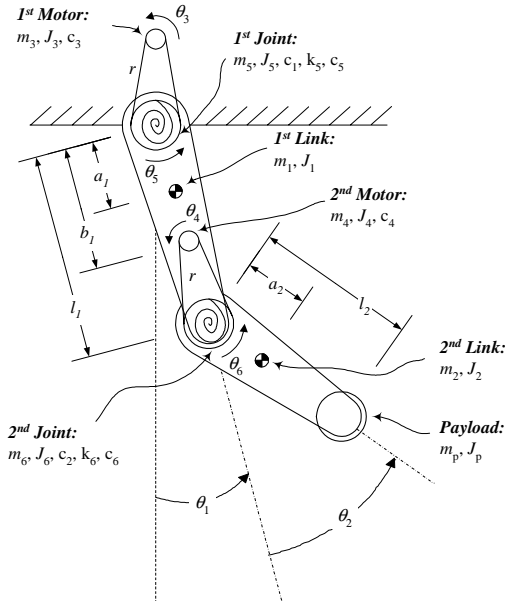 1st Motor:
m3, J3, c3
θ3
1st Joint:
m5, J5, c1, k5, c5
r
1st Link:
m1, J1
θ5
a1
2nd Motor:
m4, J4, c4
θ4
b1
r
a2
l2
l1
2nd Link:
m2, J2
θ6
2nd Joint:
m6, J6, c2, k6, c6
Payload:
mp, Jp
θ1
θ2